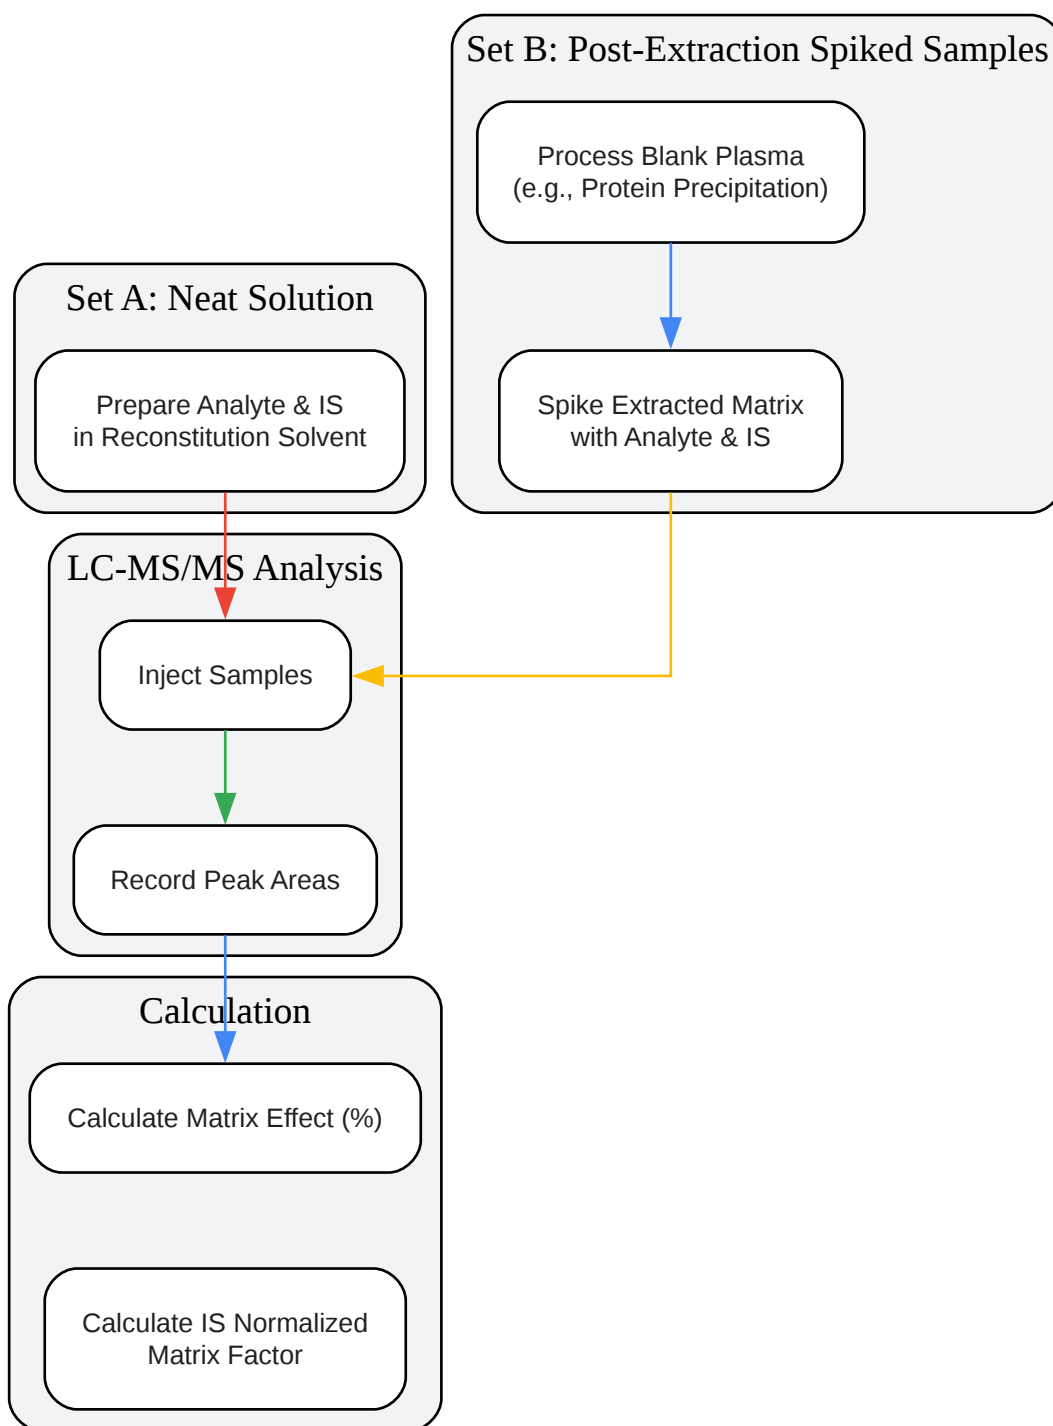 Set B: Post-Extraction Spiked Samples
Process Blank Plasma
(e.g., Protein Precipitation)
Set A: Neat Solution
Prepare Analyte & IS
in Reconstitution Solvent
Spike Extracted Matrix
with Analyte & IS
LC-MS/MS Analysis
Inject Samples
Record Peak Areas
Calculation
Calculate Matrix Effect (%)
Calculate IS Normalized
Matrix Factor